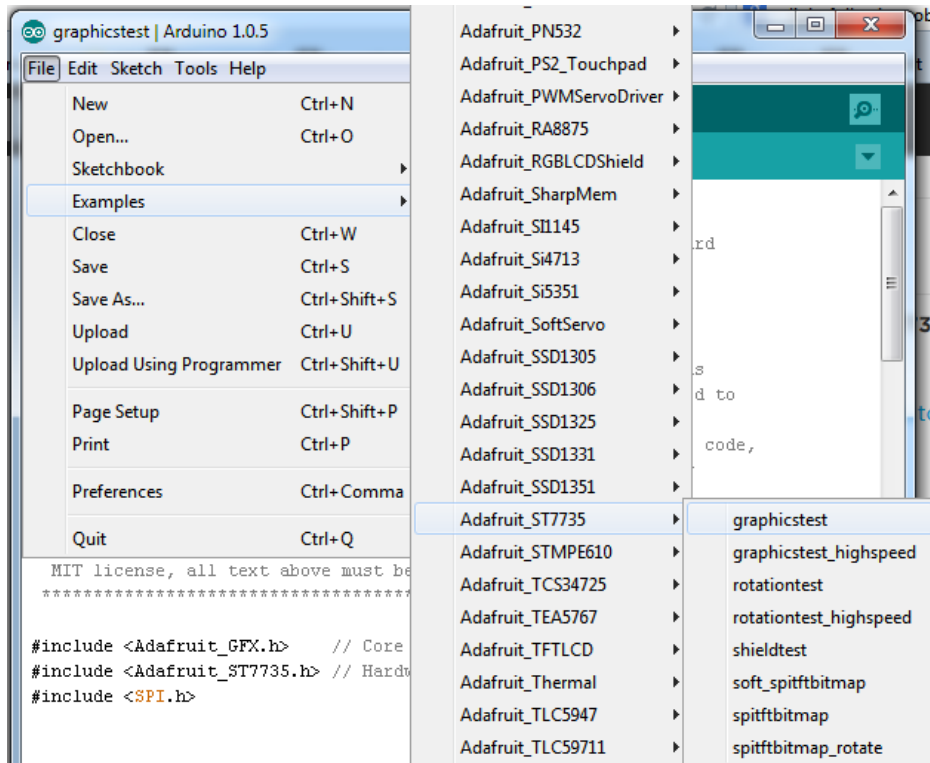 graphicstest | Arduino 1.0.5
File Edit Sketch Tools Help
New Ctrl+N
Open... Ctrl+O
Sketchbook
Examples
Close Ctrl+W
Save Ctrl+S
Save As... Ctrl+Shift+S
Upload Ctrl+U
Upload Using Programmer Ctrl+Shift+U
Page Setup Ctrl+Shift+P
Print Ctrl+P
Preferences Ctrl+Comma
Quit Ctrl+Q
Adafruit_PN532
Adafruit_PS2_Touchpad
Adafruit_PWMServoDriver
Adafruit_RA8875
Adafruit_RGBLCDShield
Adafruit_SharpMem
Adafruit_SI1145
Adafruit_Si4713
Adafruit_Si5351
Adafruit_SoftServo
Adafruit_SSD1305
Adafruit_SSD1306
Adafruit_SSD1325
Adafruit_SSD1331
Adafruit_SSD1351
Adafruit_ST7735
Adafruit_STMPE610
Adafruit_TCS34725
Adafruit_TEA5767
Adafruit_TFTLCD
Adafruit_Thermal
Adafruit_TLC5947
Adafruit_TLC59711
graphicstest
graphicstest_highspeed
rotationtest
rotationtest_highspeed
shieldtest
soft_spitftbitmap
spitftbitmap
spitftbitmap_rotate
rd
s
d to
code,
MIT license, all text above must be
************************************
#include <Adafruit_GFX.h> // Core
#include <Adafruit_ST7735.h> // Hardw
#include <SPI.h>